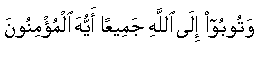 وَتُوبُوٓا۟ إِلَى ٱللَّهِ جَمِيعًا أَيُّهَ ٱلْمُؤْمِنُونَ